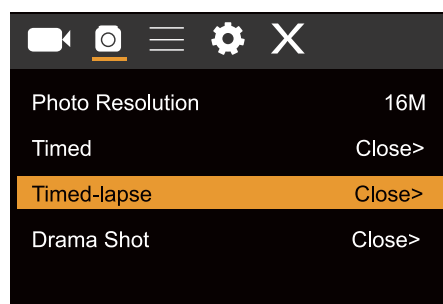 Photo Resolution 16M
Timed Close>
Timed-lapse Close>
Drama Shot Close>